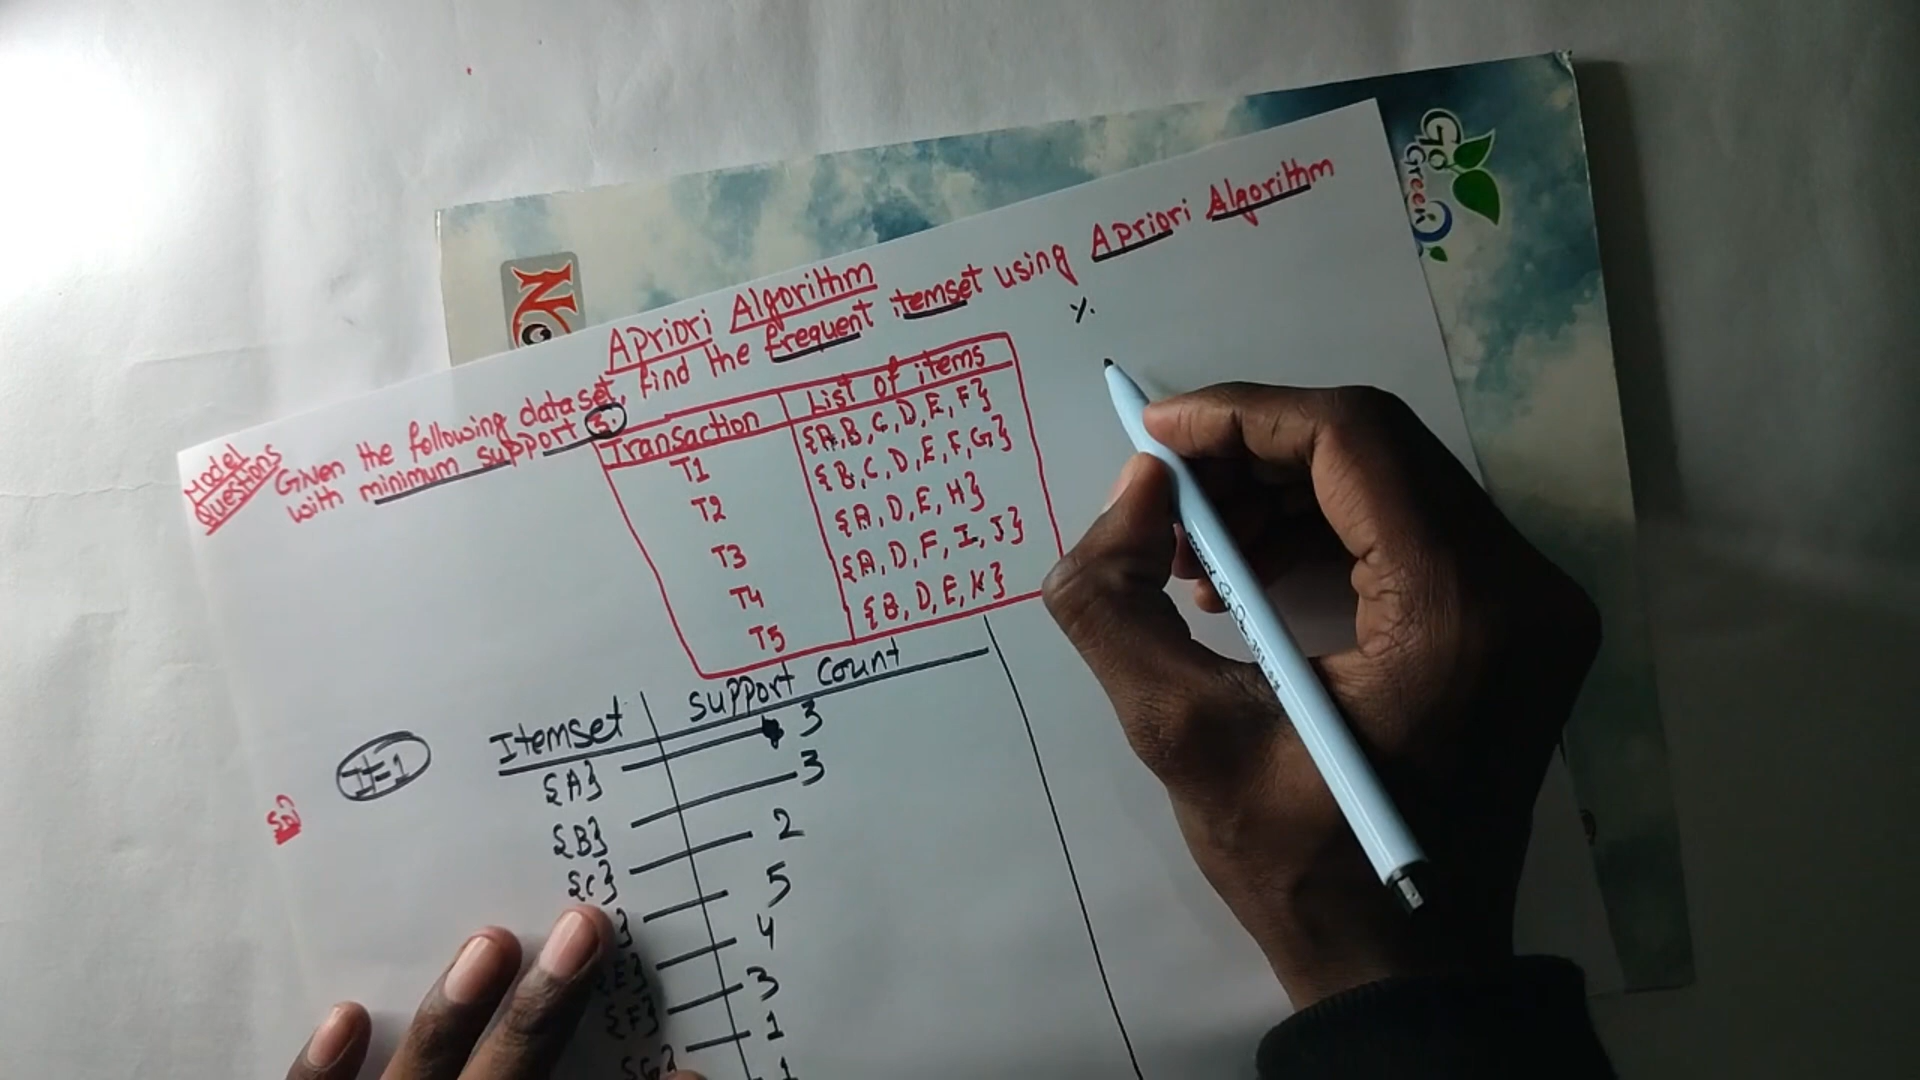 Go
Green
Apriori Algorithm
Model
Questions
Given the following dataset, find the frequent itemset using Apriori Algorithm
with minimum support 3.
%
Transaction List of items
T1 {A,B,C,D,E,F}
T2 {B,C,D,E,F,G}
T3 {A,D,E,H}
T4 {A,D,F,I,J}
T5 {B,D,E,K}
Itemset support count
It=1
{A} 3
{B} 3
{C} 2
} 5
{E} 4
{F} 3
{G} 1
1